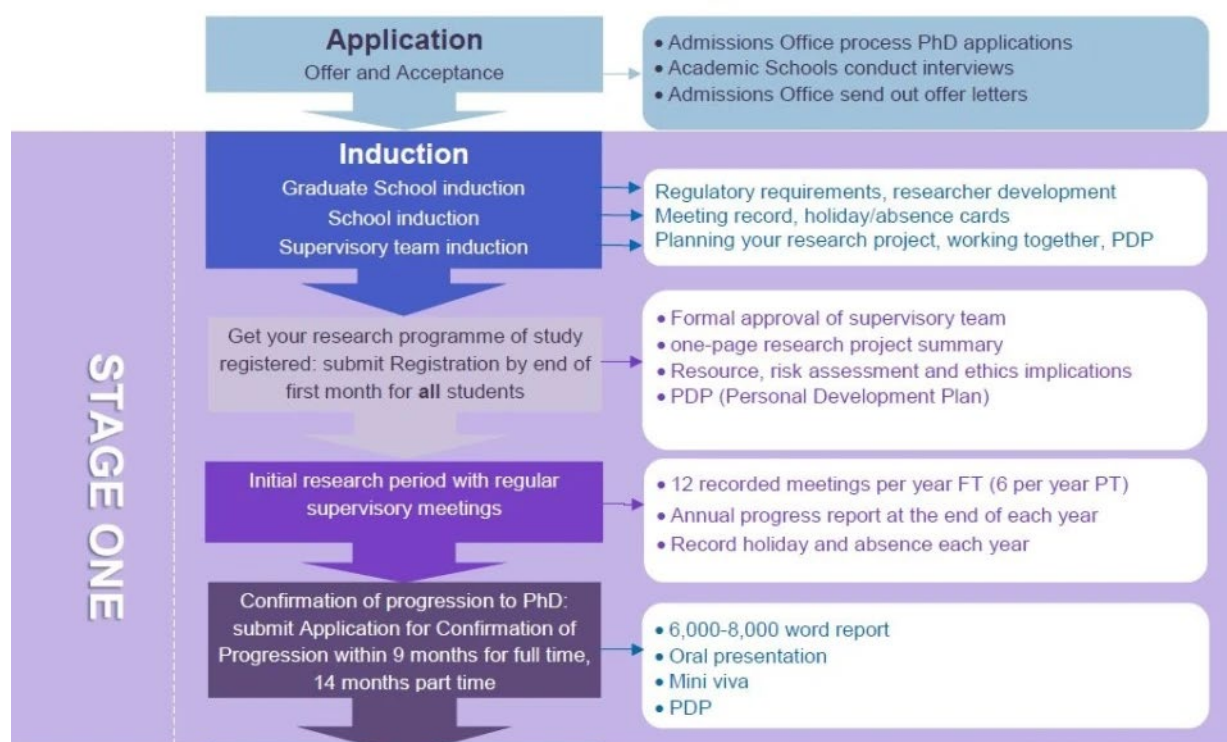 Application
Offer and Acceptance
• Admissions Office process PhD applications
• Academic Schools conduct interviews
• Admissions Office send out offer letters
STAGE ONE
Induction
Graduate School induction
School induction
Supervisory team induction
Regulatory requirements, researcher development
Meeting record, holiday/absence cards
Planning your research project, working together, PDP
Get your research programme of study
registered: submit Registration by end of
first month for all students
• Formal approval of supervisory team
• one-page research project summary
• Resource, risk assessment and ethics implications
• PDP (Personal Development Plan)
Initial research period with regular
supervisory meetings
• 12 recorded meetings per year FT (6 per year PT)
• Annual progress report at the end of each year
• Record holiday and absence each year
Confirmation of progression to PhD:
submit Application for Confirmation of
Progression within 9 months for full time,
14 months part time
• 6,000-8,000 word report
• Oral presentation
• Mini viva
• PDP